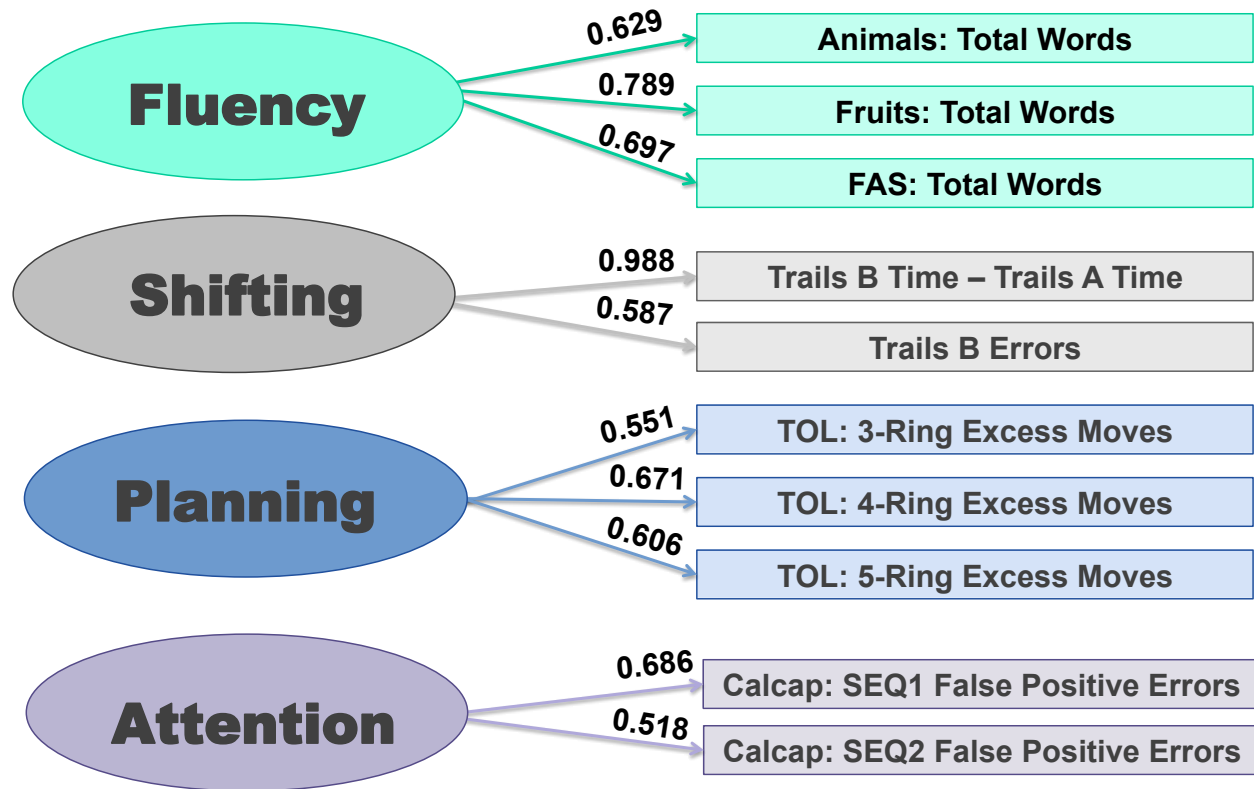 Fluency
0.629
Animals: Total Words
0.789
Fruits: Total Words
0.697
FAS: Total Words
Shifting
0.988
Trails B Time – Trails A Time
0.587
Trails B Errors
Planning
0.551
TOL: 3-Ring Excess Moves
0.671
TOL: 4-Ring Excess Moves
0.606
TOL: 5-Ring Excess Moves
Attention
0.686
Calcap: SEQ1 False Positive Errors
0.518
Calcap: SEQ2 False Positive Errors